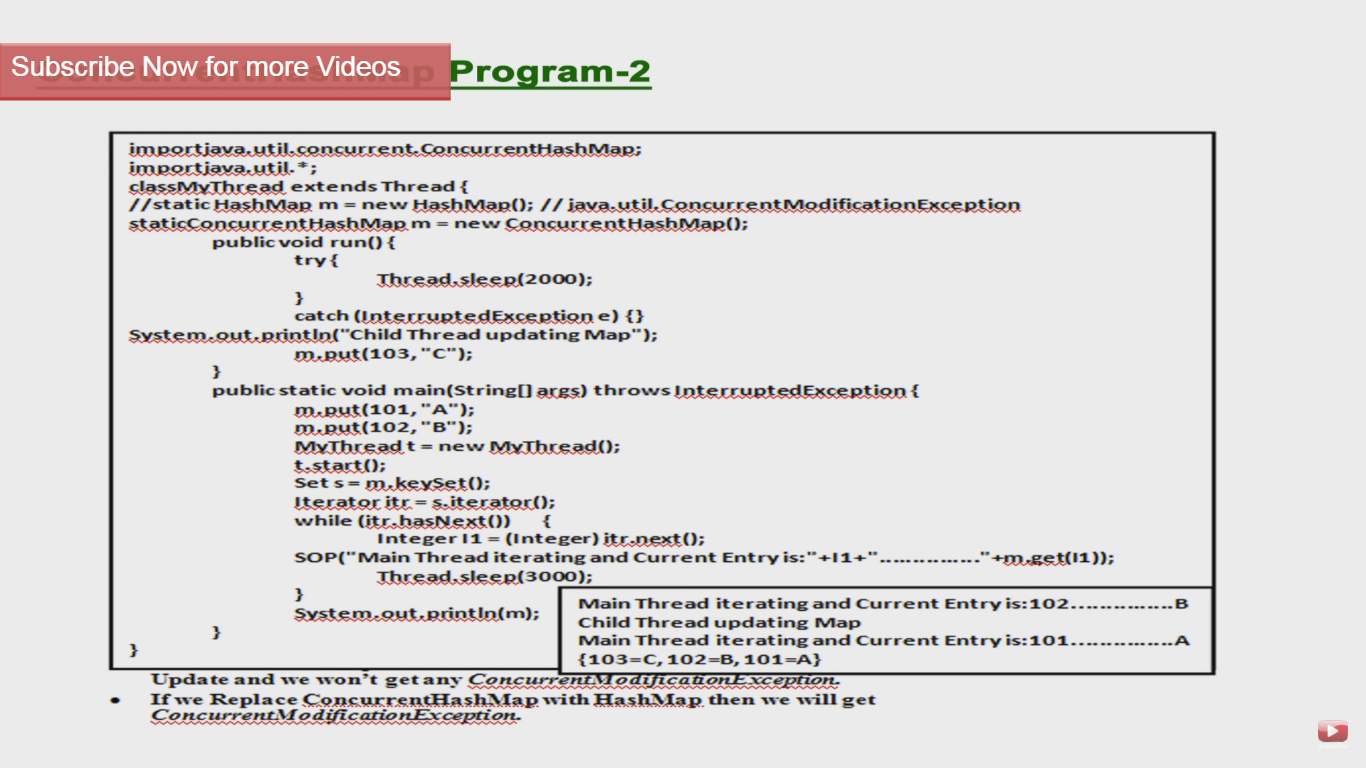 Subscribe Now for more Videos
Program-2
importjava.util.concurrent.ConcurrentHashMap;
importjava.util.*;
classMyThread extends Thread {
//static HashMap m = new HashMap(); // java.util.ConcurrentModificationException
staticConcurrentHashMap m = new ConcurrentHashMap();
public void run() {
try {
Thread.sleep(2000);
}
catch (InterruptedException e) {}
System.out.println("Child Thread updating Map");
m.put(103, "C");
}
public static void main(String[] args) throws InterruptedException {
m.put(101, "A");
m.put(102, "B");
MyThread t = new MyThread();
t.start();
Set s = m.keySet();
Iterator itr = s.iterator();
while (itr.hasNext()) {
Integer I1 = (Integer) itr.next();
SOP("Main Thread iterating and Current Entry is:"+I1+"..............."+m.get(I1));
Thread.sleep(3000);
}
System.out.println(m);
}
}
Main Thread iterating and Current Entry is:102...............B
Child Thread updating Map
Main Thread iterating and Current Entry is:101...............A
{103=C, 102=B, 101=A}
Update and we won't get any ConcurrentModificationException.
• If we Replace ConcurrentHashMap with HashMap then we will get
ConcurrentModificationException.